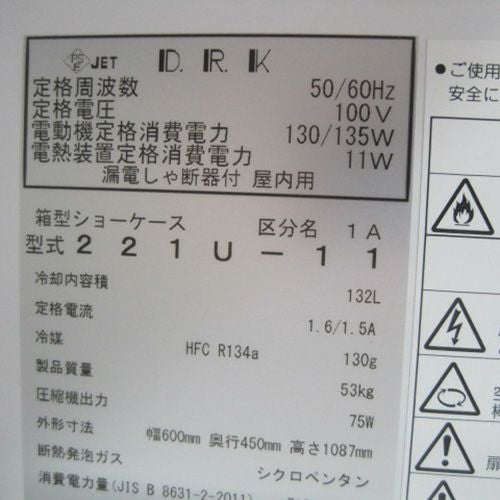 PS E JET D.R.K
定格周波数 50/60Hz
定格電圧 100V
電動機定格消費電力 130/135W
電熱装置定格消費電力 11W
漏電しゃ断器付 屋内用
箱型ショーケース 区分名 1A
型式 221U-11
冷却内容積 132L
定格電流 1.6/1.5A
冷媒 HFC R134a 130g
製品質量 53kg
圧縮機出力 75W
外形寸法 幅600mm 奥行450mm 高さ1087mm
断熱発泡ガス シクロペンタン
消費電力量(JIS B 8631-2-2011)
●ご使用
安全に
扉